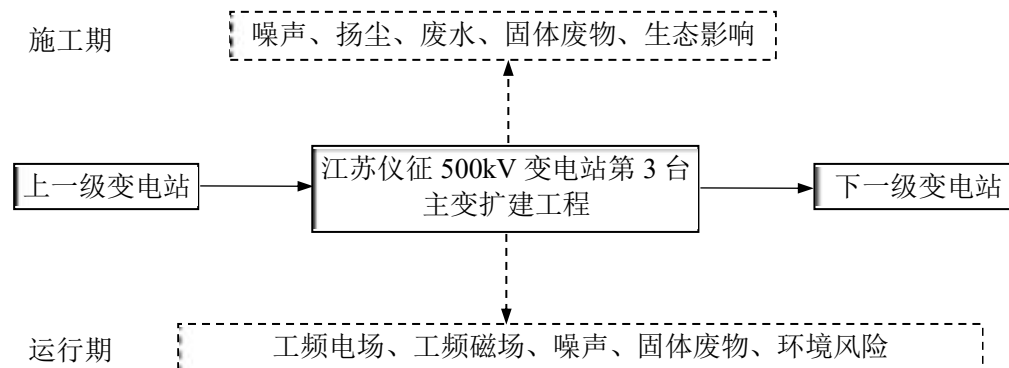 施工期
噪声、扬尘、废水、固体废物、生态影响
上一级变电站
江苏仪征 500kV 变电站第 3 台
主变扩建工程
下一级变电站
运行期
工频电场、工频磁场、噪声、固体废物、环境风险